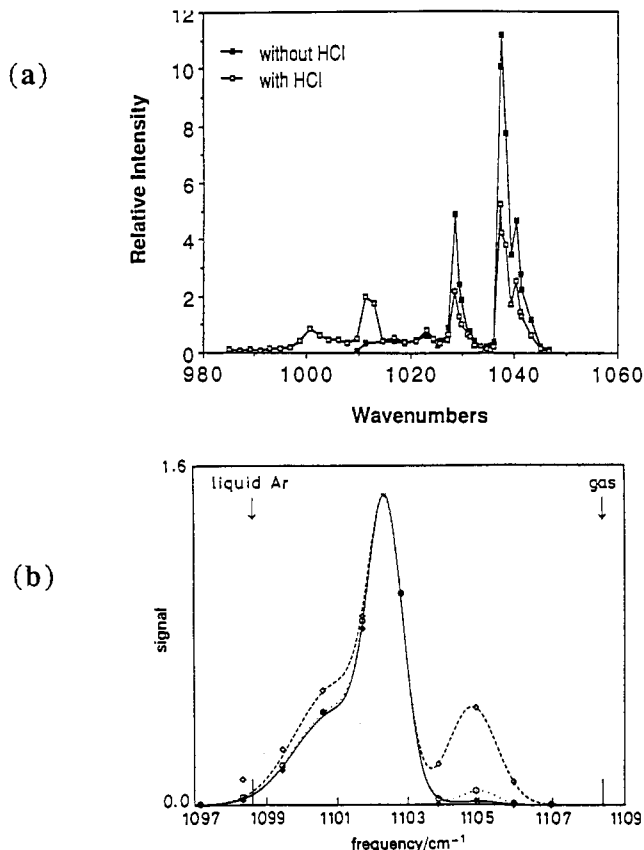 (a)
12
10
8
6
4
2
0
Relative Intensity
without HCl
with HCl
980 1000 1020 1040 1060
Wavenumbers
(b)
1.6
0.0
signal
liquid Ar
gas
1097 1099 1101 1103 1105 1107 1109
frequency/cm⁻¹